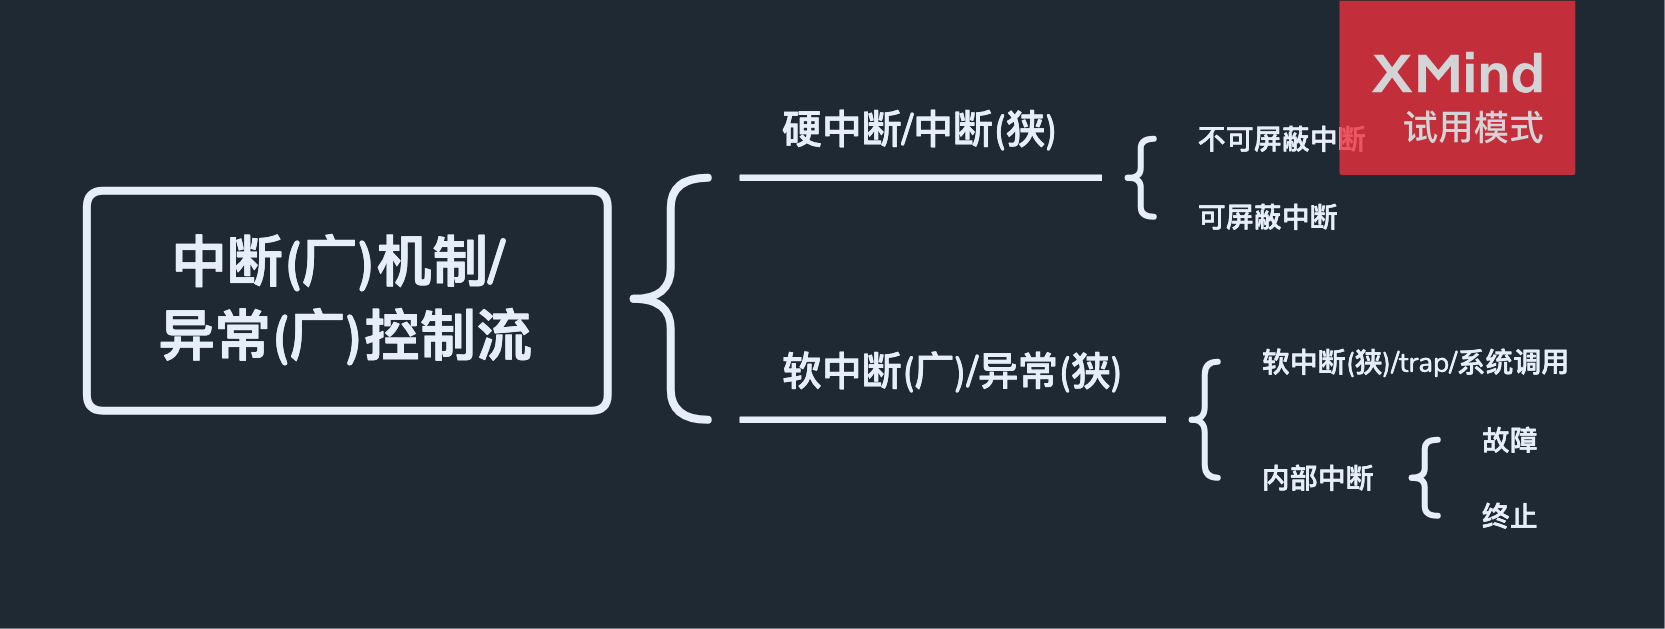 XMind
试用模式
硬中断/中断(狭)
不可屏蔽中断
可屏蔽中断
中断(广)机制/
异常(广)控制流
软中断(广)/异常(狭)
软中断(狭)/trap/系统调用
内部中断
故障
终止